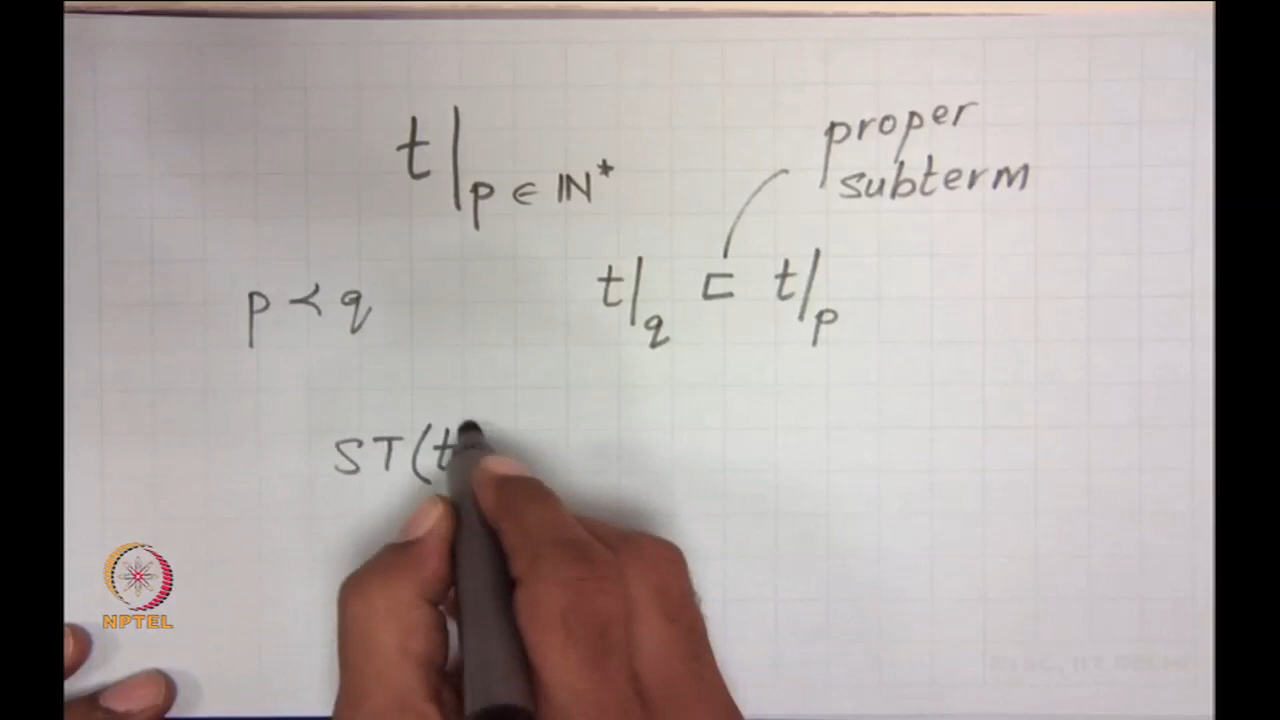 proper
t|p ∈ ℕ* subterm
p ≺ q t|q ⊏ t|p
ST(t
NPTEL